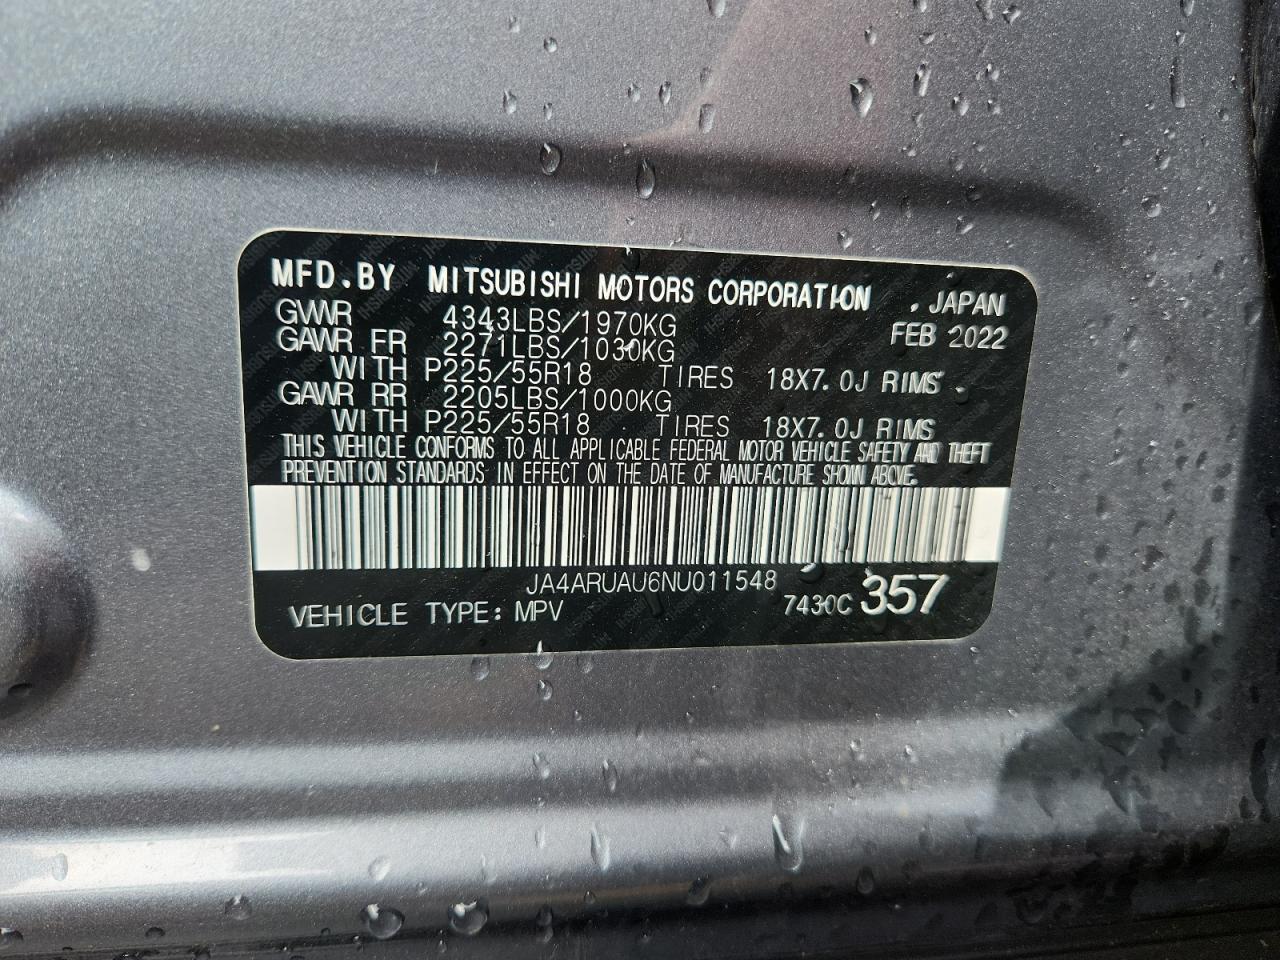 MFD.BY MITSUBISHI MOTORS CORPORATION , JAPAN
GVWR 4343LBS/1970KG FEB 2022
GAWR FR 2271LBS/1030KG
WITH P225/55R18 TIRES 18X7.0J RIMS
GAWR RR 2205LBS/1000KG
WITH P225/55R18 TIRES 18X7.0J RIMS
THIS VEHICLE CONFORMS TO ALL APPLICABLE FEDERAL MOTOR VEHICLE SAFETY AND THEFT
PREVENTION STANDARDS IN EFFECT ON THE DATE OF MANUFACTURE SHOWN ABOVE.
JA4ARUAU6NU011548
VEHICLE TYPE: MPV 7430C 357